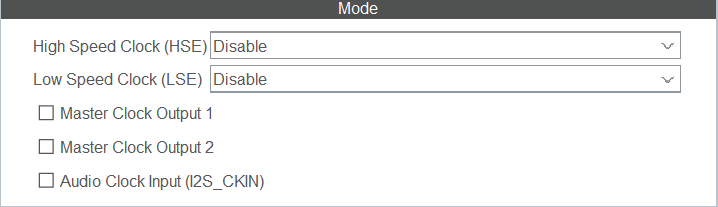 Mode
High Speed Clock (HSE) Disable
Low Speed Clock (LSE) Disable
Master Clock Output 1
Master Clock Output 2
Audio Clock Input (I2S_CKIN)